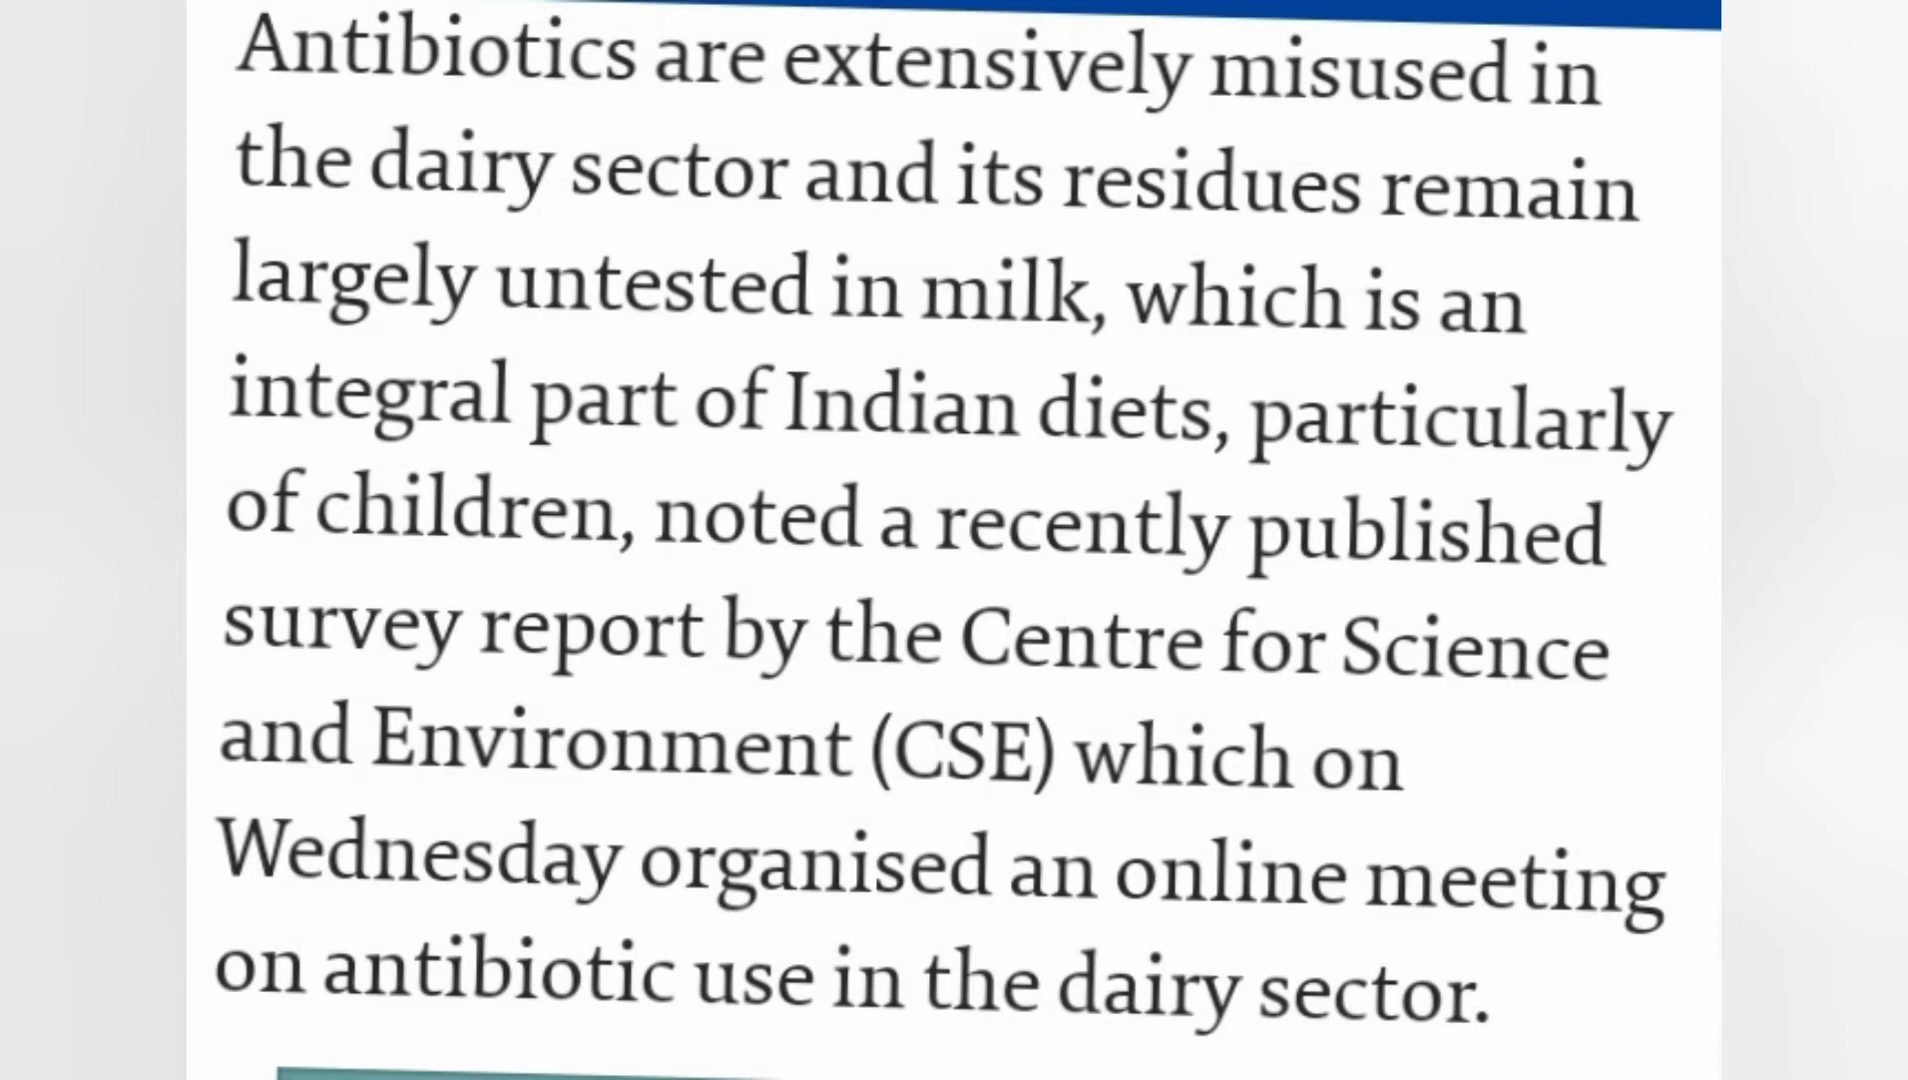 Antibiotics are extensively misused in
the dairy sector and its residues remain
largely untested in milk, which is an
integral part of Indian diets, particularly
of children, noted a recently published
survey report by the Centre for Science
and Environment (CSE) which on
Wednesday organised an online meeting
on antibiotic use in the dairy sector.